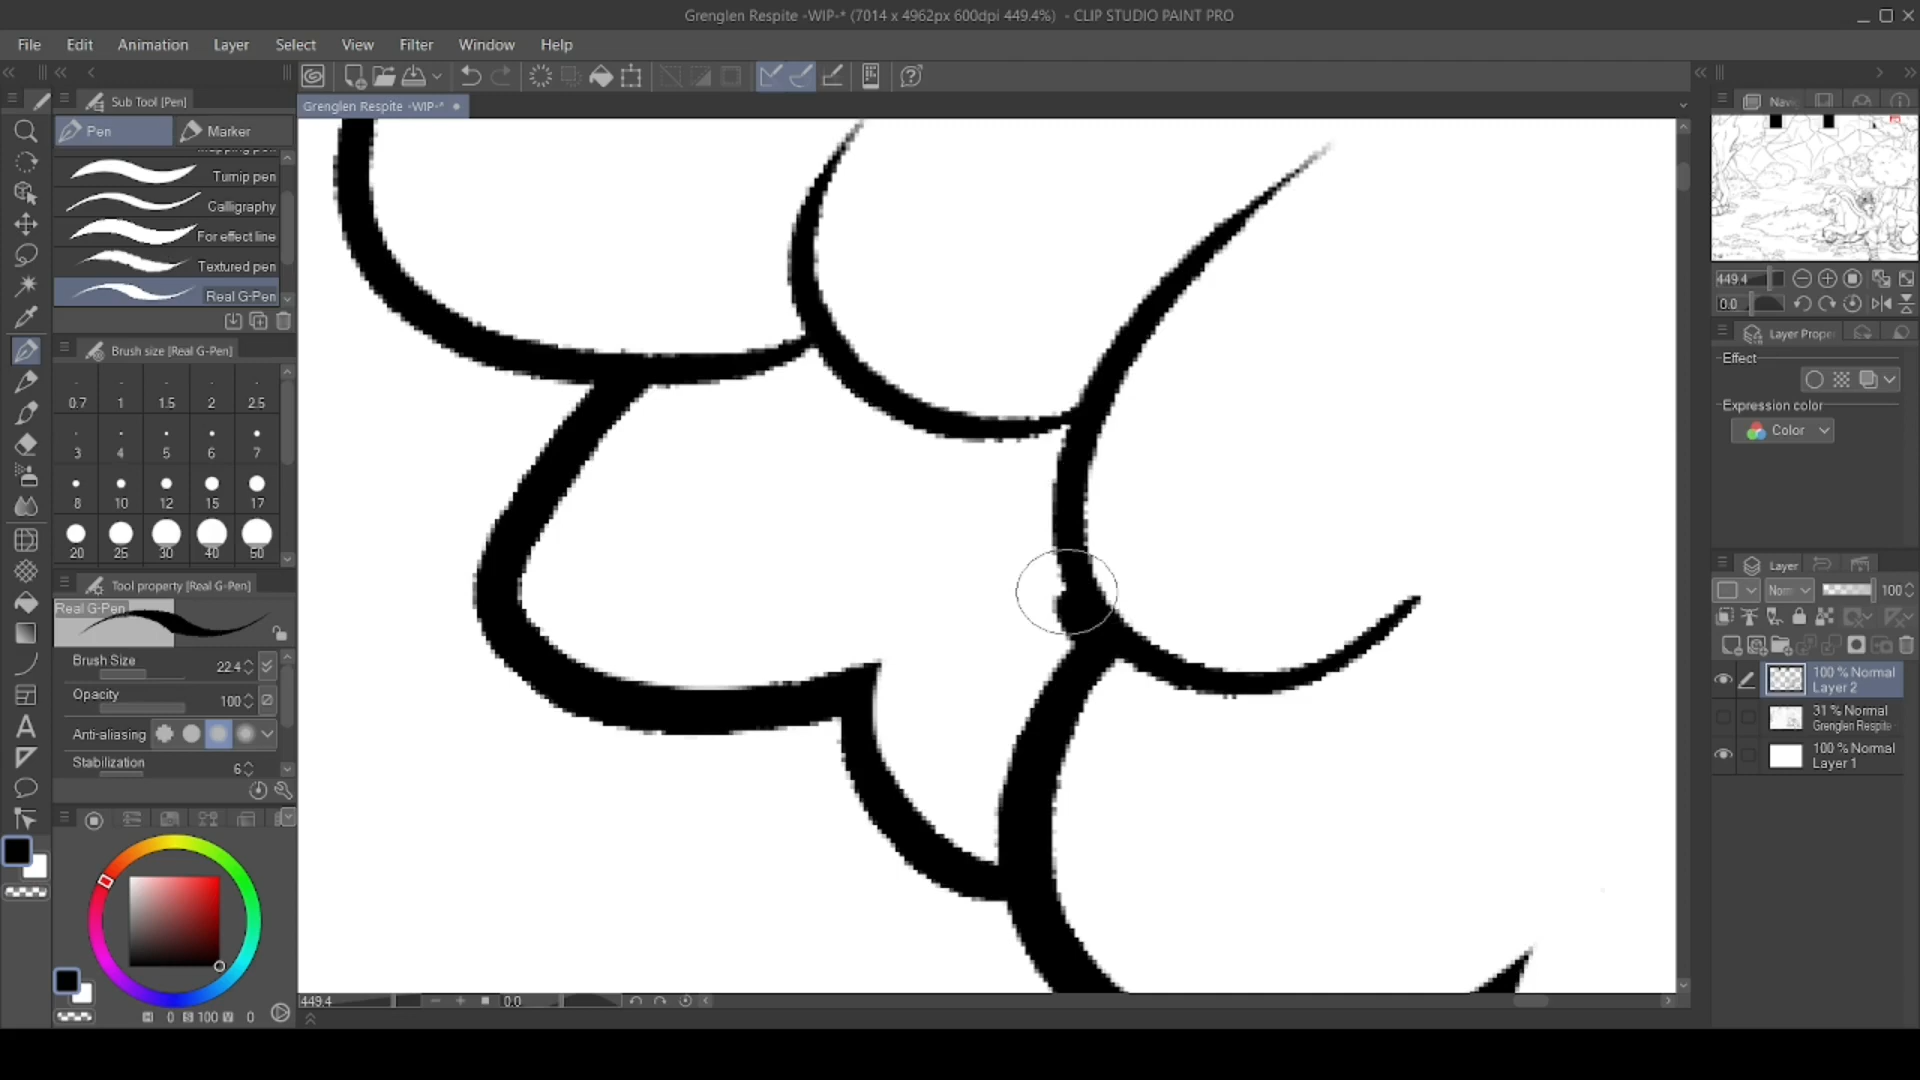 Grenglen Respite -WIP-* (7014 x 4962px 600dpi 449.4%) - CLIP STUDIO PAINT PRO
File Edit Animation Layer Select View Filter Window Help
Sub Tool [Pen]
Grenglen Respite -WIP-*
Pen Marker
Turnip pen
Calligraphy
For effect line
Textured pen
Real G-Pen
Brush size [Real G-Pen]
0.7 1 1.5 2 2.5
3 4 5 6 7
8 10 12 15 17
20 25 30 40 50
Tool property [Real G-Pen]
Real G-Pen
Brush Size 22.4
Opacity 100
Anti-aliasing
Stabilization 6
H 0 S 100 V 0
449.4 0.0
Navi
449.4
0.0
Layer Prope
Effect
Expression color
Color
Layer
Norm 100
100 % Normal
Layer 2
31 % Normal
Grenglen Respite
100 % Normal
Layer 1